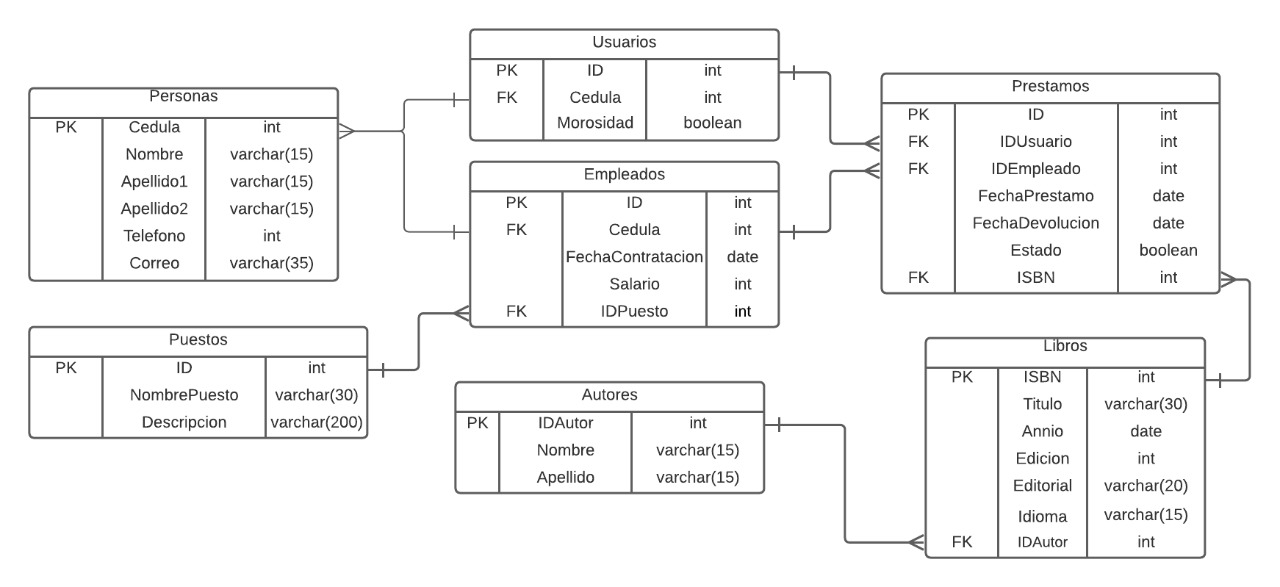 Personas
PK Cedula int
Nombre varchar(15)
Apellido1 varchar(15)
Apellido2 varchar(15)
Telefono int
Correo varchar(35)
Usuarios
PK ID int
FK Cedula int
Morosidad boolean
Empleados
PK ID int
FK Cedula int
FechaContratacion date
Salario int
FK IDPuesto int
Prestamos
PK ID int
FK IDUsuario int
FK IDEmpleado int
FechaPrestamo date
FechaDevolucion date
Estado boolean
FK ISBN int
Puestos
PK ID int
NombrePuesto varchar(30)
Descripcion varchar(200)
Autores
PK IDAutor int
Nombre varchar(15)
Apellido varchar(15)
Libros
PK ISBN int
Titulo varchar(30)
Annio date
Edicion int
Editorial varchar(20)
Idioma varchar(15)
FK IDAutor int